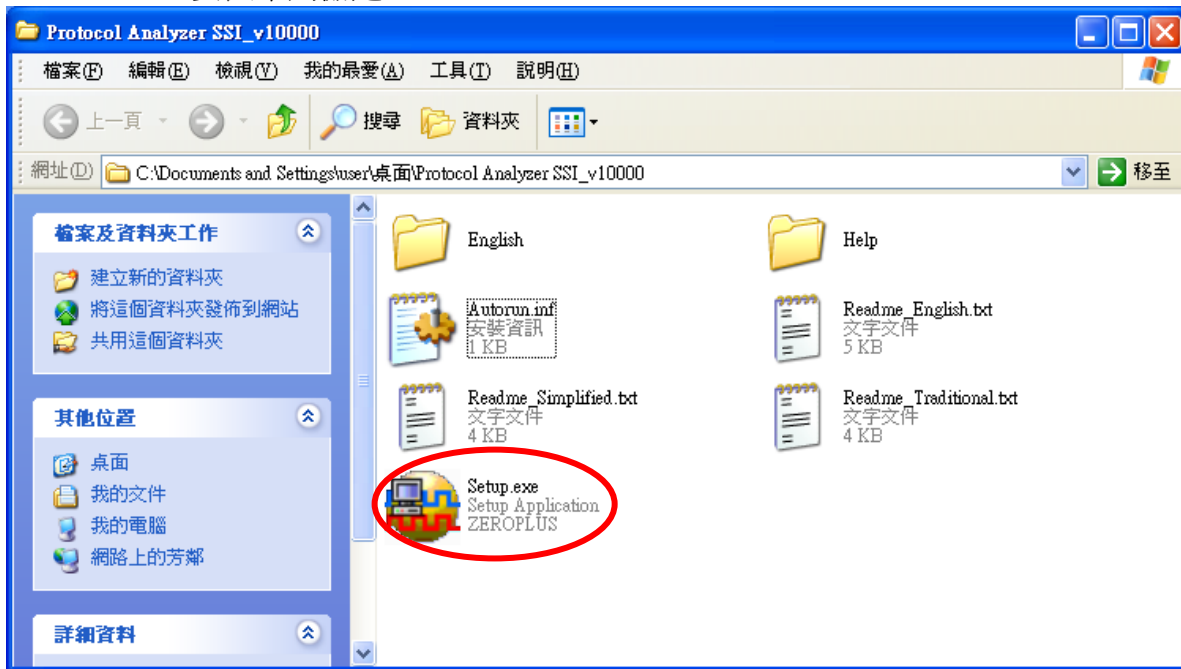 Protocol Analyzer SSI_v10000
檔案(F) 編輯(E) 檢視(V) 我的最愛(A) 工具(T) 說明(H)
上一頁 搜尋 資料夾
網址(D) C:\Documents and Settings\user\桌面\Protocol Analyzer SSI_v10000 移至
檔案及資料夾工作
建立新的資料夾
將這個資料夾發佈到網站
共用這個資料夾
其他位置
桌面
我的文件
我的電腦
網路上的芳鄰
詳細資料
English
Help
Autorun.inf
安裝資訊
1 KB
Readme_English.txt
文字文件
5 KB
Readme_Simplified.txt
文字文件
4 KB
Readme_Traditional.txt
文字文件
4 KB
Setup.exe
Setup Application
ZEROPLUS